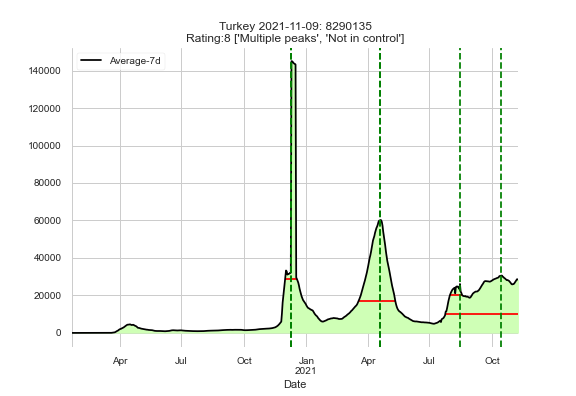 Turkey 2021-11-09: 8290135
Rating:8 ['Multiple peaks', 'Not in control']
Average-7d
140000
120000
100000
80000
60000
40000
20000
0
Apr Jul Oct Jan Apr Jul Oct
2021
Date